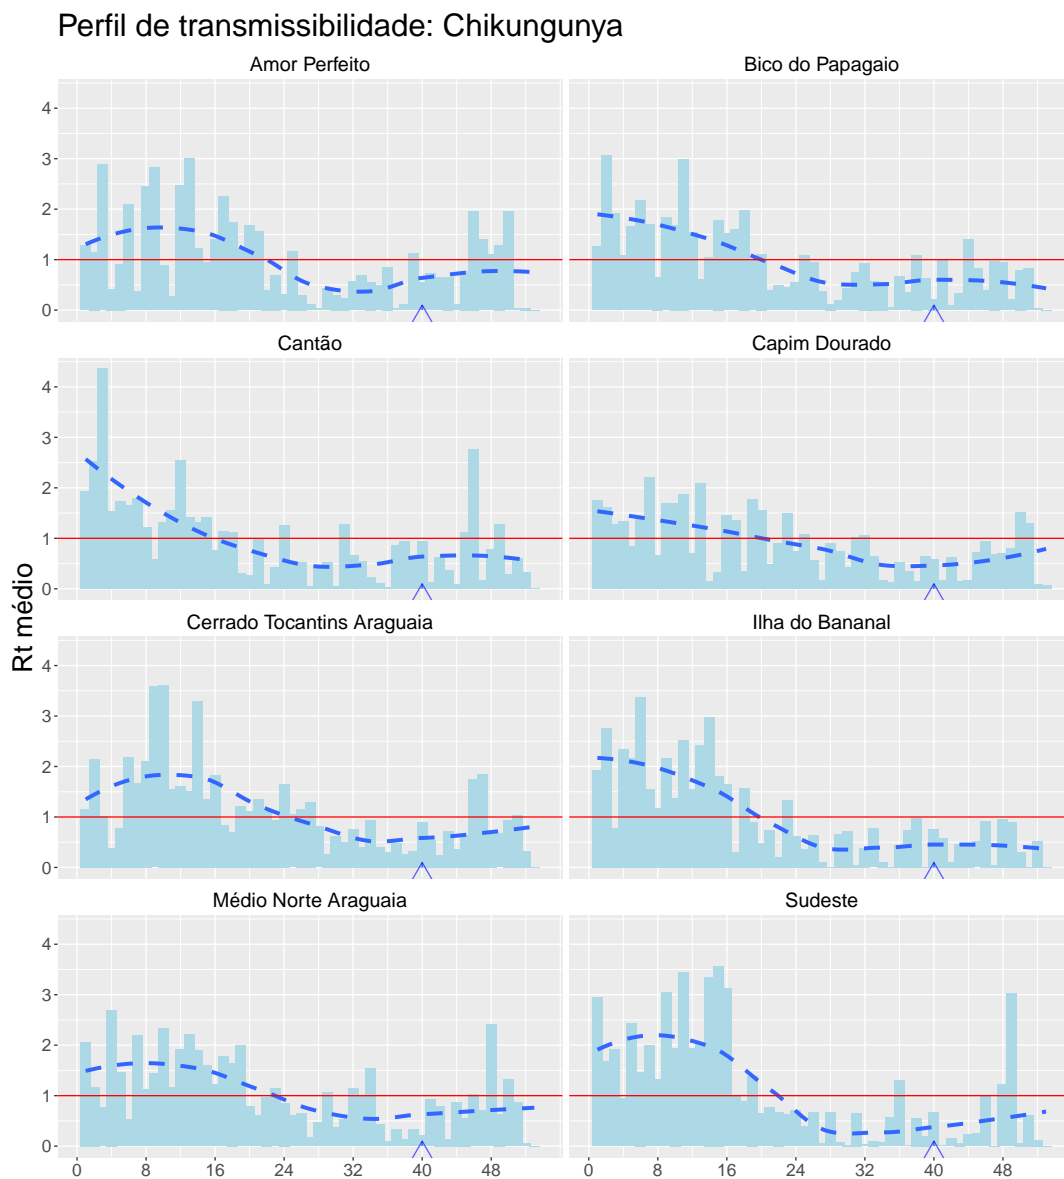 Perfil de transmissibilidade: Chikungunya
Amor Perfeito
Bico do Papagaio
4
3
2
1
0
Cantão
Capim Dourado
4
3
2
1
0
Rt médio
Cerrado Tocantins Araguaia
Ilha do Bananal
4
3
2
1
0
Médio Norte Araguaia
Sudeste
4
3
2
1
0
0 8 16 24 32 40 48
0 8 16 24 32 40 48